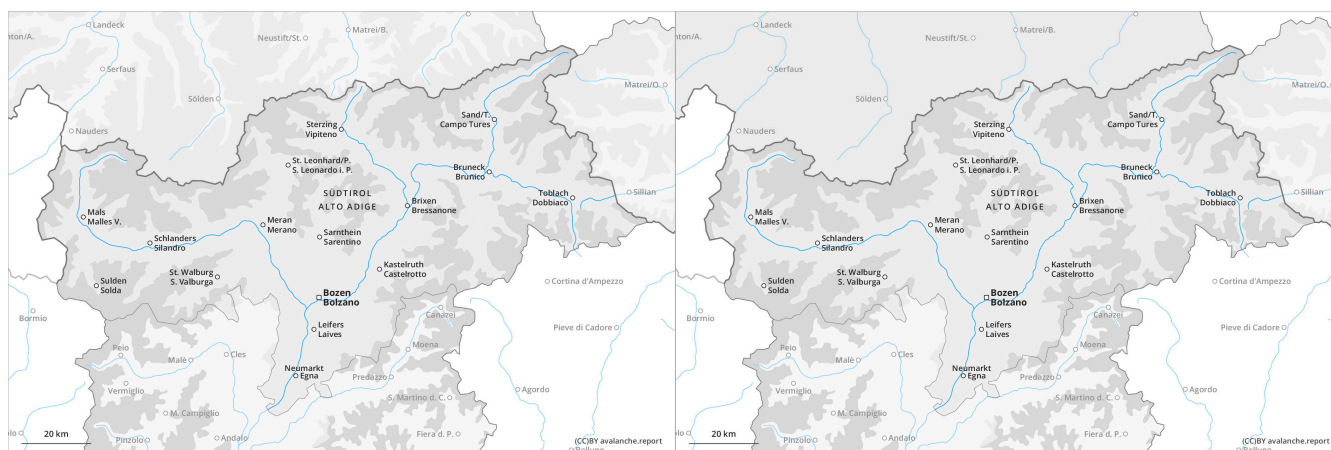 Landeck
nton/A.
Matrei/B.
Neustift/St.
Serfaus
Sölden
Matrei/O.
Nauders
Sterzing
Vipiteno
Sand/T.
Campo Tures
St. Leonhard/P.
S. Leonardo i. P.
Bruneck
Brunico
SÜDTIROL
ALTO ADIGE
Toblach
Dobbiaco
Sillian
Brixen
Bressanone
Mals
Malles V.
Meran
Merano
Schlanders
Silandro
Sarnthein
Sarentino
Kastelruth
Castelrotto
St. Walburg
S. Valburga
Sulden
Solda
Cortina d'Ampezzo
Bozen
Bolzano
Bormio
Canazei
Leifers
Laives
Pieve di Cadore
Peio
Malé
Cles
Moena
Neumarkt
Egna
Predazzo
Vermiglio
Agordo
S. Martino d. C.
M. Campiglio
20 km
Pinzolo
Andalo
Fiera d. P.
(CC)BY avalanche.report
Landeck
nton/A.
Matrei/B.
Neustift/St.
Serfaus
Sölden
Matrei/O.
Nauders
Sterzing
Vipiteno
Sand/T.
Campo Tures
St. Leonhard/P.
S. Leonardo i. P.
Bruneck
Brunico
SÜDTIROL
ALTO ADIGE
Toblach
Dobbiaco
Sillian
Brixen
Bressanone
Mals
Malles V.
Meran
Merano
Schlanders
Silandro
Sarnthein
Sarentino
Kastelruth
Castelrotto
St. Walburg
S. Valburga
Sulden
Solda
Cortina d'Ampezzo
Bozen
Bolzano
Bormio
Canazei
Leifers
Laives
Pieve di Cadore
Peio
Malé
Cles
Moena
Neumarkt
Egna
Predazzo
Vermiglio
Agordo
S. Martino d. C.
M. Campiglio
20 km
Pinzolo
Andalo
Fiera d. P.
(CC)BY avalanche.report